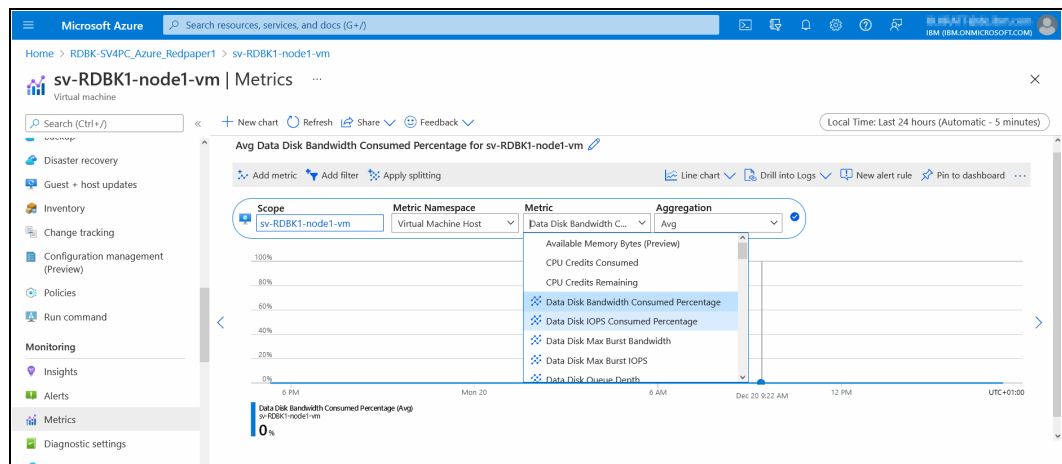 Microsoft Azure
Search resources, services, and docs (G+/)
IBM (IBM.ONMICROSOFT.COM)
Home > RDBK-SV4PC_Azure_Redpaper1 > sv-RDBK1-node1-vm
sv-RDBK1-node1-vm | Metrics ...
Virtual machine
Search (Ctrl+/)
«
New chart Refresh Share Feedback
Local Time: Last 24 hours (Automatic - 5 minutes)
Backup
Disaster recovery
Guest + host updates
Inventory
Change tracking
Configuration management
(Preview)
Policies
Run command
Monitoring
Insights
Alerts
Metrics
Diagnostic settings
Avg Data Disk Bandwidth Consumed Percentage for sv-RDBK1-node1-vm
Add metric Add filter Apply splitting
Line chart Drill into Logs New alert rule Pin to dashboard ...
Scope Metric Namespace Metric Aggregation
sv-RDBK1-node1-vm Virtual Machine Host Data Disk Bandwidth C... Avg
Available Memory Bytes (Preview)
CPU Credits Consumed
CPU Credits Remaining
Data Disk Bandwidth Consumed Percentage
Data Disk IOPS Consumed Percentage
Data Disk Max Burst Bandwidth
Data Disk Max Burst IOPS
Data Disk Queue Depth
100%
80%
60%
40%
20%
0%
6 PM Mon 20 6 AM Dec 20 9:22 AM 12 PM UTC+01:00
Data Disk Bandwidth Consumed Percentage (Avg)
sv-RDBK1-node1-vm
0 %